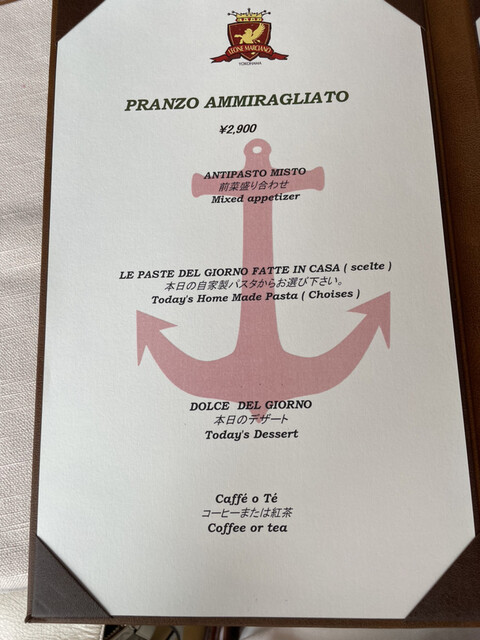 LEONE MARCIANO
YOKOHAMA
PRANZO AMMIRAGLIATO
¥2,900
ANTIPASTO MISTO
前菜盛り合わせ
Mixed appetizer
LE PASTE DEL GIORNO FATTE IN CASA ( scelte )
本日の自家製パスタからお選び下さい。
Today's Home Made Pasta ( Choises )
DOLCE DEL GIORNO
本日のデザート
Today's Dessert
Caffé o Té
コーヒーまたは紅茶
Coffee or tea